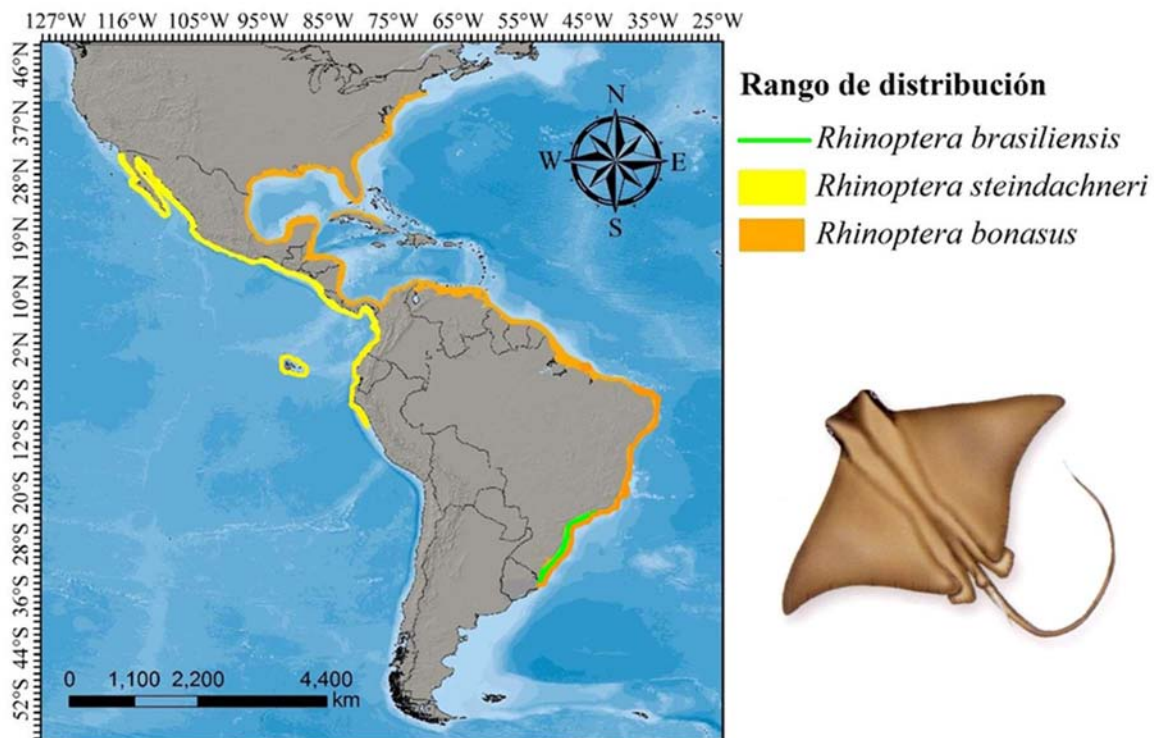 127°W 116°W 105°W 95°W 85°W 75°W 65°W 55°W 45°W 35°W 25°W
46°N
37°N
28°N
19°N
10°N
2°N
5°S
12°S
20°S
28°S
36°S
44°S
52°S
N
W E
S
0 1,100 2,200 4,400
km
Rango de distribución
Rhinoptera brasiliensis
Rhinoptera steindachneri
Rhinoptera bonasus